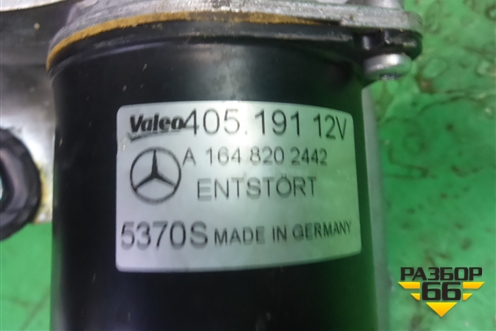 Valeo 405.191 12V
A 164 820 2442
ENTSTÖRT
5370S MADE IN GERMANY
РАЗБОР
66